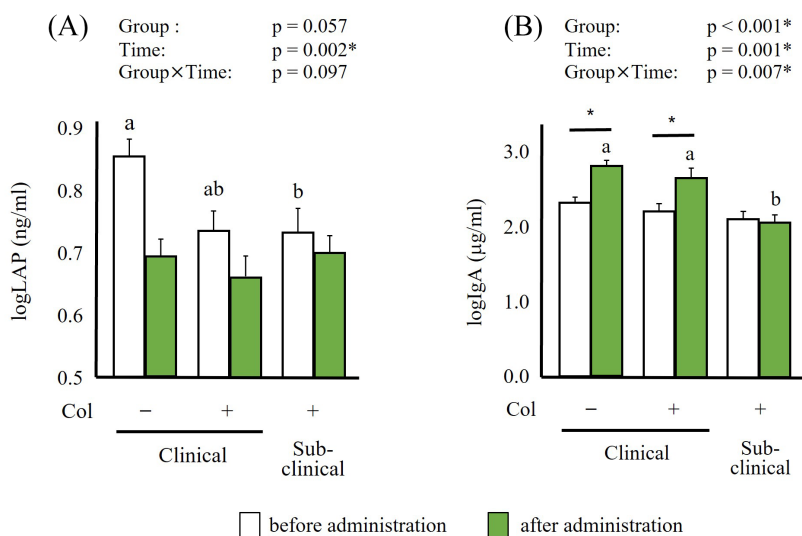 (A)
Group : p = 0.057
Time: p = 0.002*
Group×Time: p = 0.097
logLAP (ng/ml)
0.9
0.8
0.7
0.6
0.5
a
ab
b
Col − + +
Clinical
Sub-
clinical
(B)
Group: p < 0.001*
Time: p = 0.001*
Group×Time: p = 0.007*
logIgA (μg/ml)
3.0
2.0
1.0
0.0
* *
a
a
b
Col − + +
Clinical
Sub-
clinical
before administration after administration